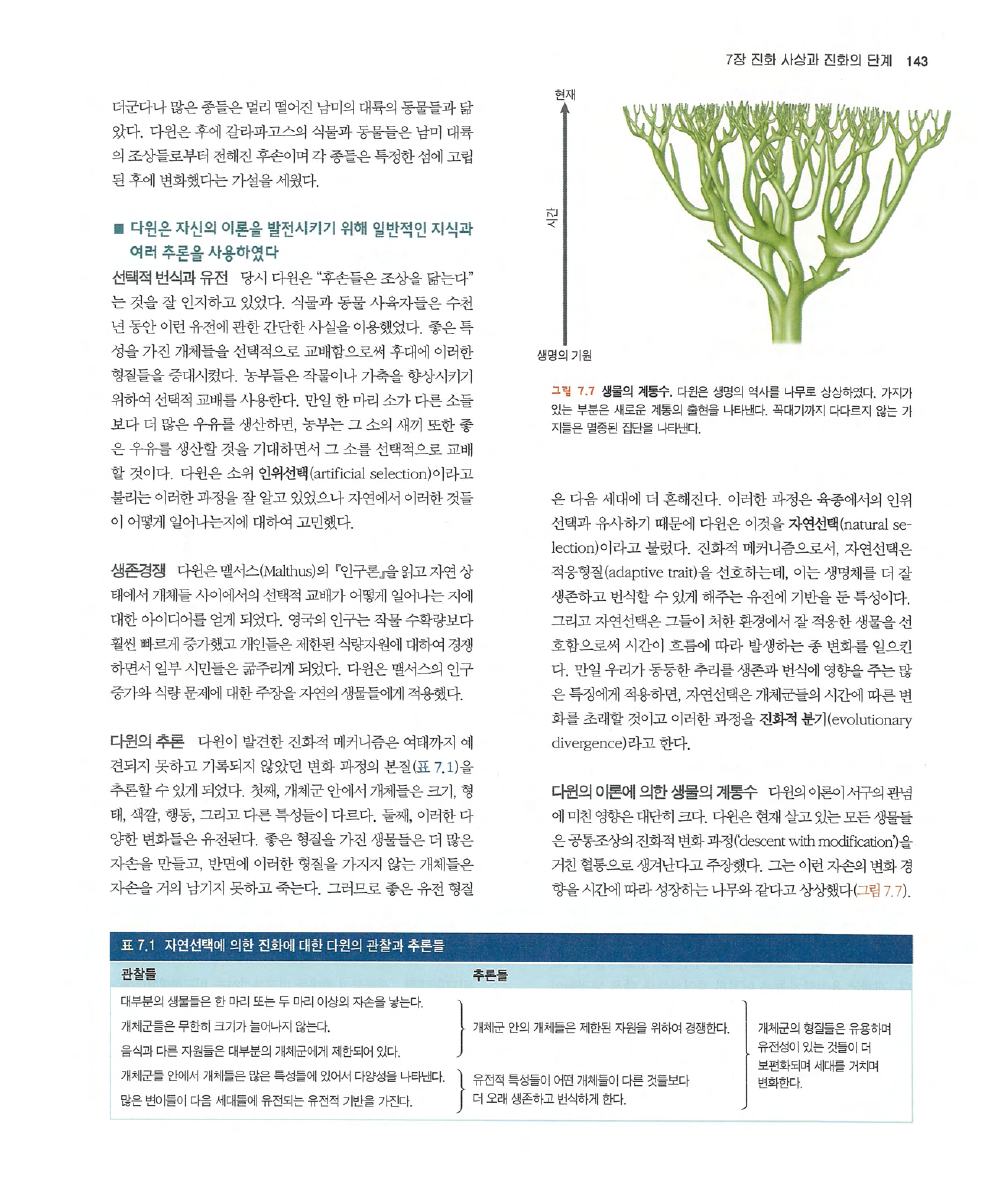 7장 진화 사상과 진화의 단계 143
더군다나 많은 종들은 멀리 떨어진 남미의 대륙의 동물들과 닮
았다. 다윈은 후에 갈라파고스의 식물과 동물들은 남미 대륙
의 조상들로부터 전해진 후손이며 각 종들은 특정한 섬에 고립
된 후에 변화했다는 가설을 세웠다.
■ 다윈은 자신의 이론을 발전시키기 위해 일반적인 지식과
여러 추론을 사용하였다
선택적 번식과 유전 당시 다윈은 “후손들은 조상을 닮는다”
는 것을 잘 인지하고 있었다. 식물과 동물 사육자들은 수천
년 동안 이런 유전에 관한 간단한 사실을 이용했었다. 좋은 특
성을 가진 개체들을 선택적으로 교배함으로써 후대에 이러한
형질들을 증대시켰다. 농부들은 작물이나 가축을 향상시키기
위하여 선택적 교배를 사용한다. 만일 한 마리 소가 다른 소들
보다 더 많은 우유를 생산하면, 농부는 그 소의 새끼 또한 좋
은 우유를 생산할 것을 기대하면서 그 소를 선택적으로 교배
할 것이다. 다윈은 소위 인위선택(artificial selection)이라고
불리는 이러한 과정을 잘 알고 있었으나 자연에서 이러한 것들
이 어떻게 일어나는지에 대하여 고민했다.
생존경쟁 다윈은 맬서스(Malthus)의 『인구론』을 읽고 자연 상
태에서 개체들 사이에서의 선택적 교배가 어떻게 일어나는 지에
대한 아이디어를 얻게 되었다. 영국의 인구는 작물 수확량보다
훨씬 빠르게 증가했고 개인들은 제한된 식량자원에 대하여 경쟁
하면서 일부 시민들은 굶주리게 되었다. 다윈은 맬서스의 인구
증가와 식량 문제에 대한 주장을 자연의 생물들에게 적용했다.
다윈의 추론 다윈이 발견한 진화적 메커니즘은 여태까지 예
견되지 못하고 기록되지 않았던 변화 과정의 본질(표 7.1)을
추론할 수 있게 되었다. 첫째, 개체군 안에서 개체들은 크기, 형
태, 색깔, 행동, 그리고 다른 특성들이 다르다. 둘째, 이러한 다
양한 변화들은 유전된다. 좋은 형질을 가진 생물들은 더 많은
자손을 만들고, 반면에 이러한 형질을 가지지 않는 개체들은
자손을 거의 남기지 못하고 죽는다. 그러므로 좋은 유전 형질
현재
시간
생명의 기원
그림 7.7 생물의 계통수. 다윈은 생명의 역사를 나무로 상상하였다. 가지가
있는 부분은 새로운 계통의 출현을 나타낸다. 꼭대기까지 다다르지 않는 가
지들은 멸종된 집단을 나타낸다.
은 다음 세대에 더 흔해진다. 이러한 과정은 육종에서의 인위
선택과 유사하기 때문에 다윈은 이것을 자연선택(natural se-
lection)이라고 불렀다. 진화적 메커니즘으로서, 자연선택은
적응형질(adaptive trait)을 선호하는데, 이는 생명체를 더 잘
생존하고 번식할 수 있게 해주는 유전에 기반을 둔 특성이다.
그리고 자연선택은 그들이 처한 환경에서 잘 적응한 생물을 선
호함으로써 시간이 흐름에 따라 발생하는 종 변화를 일으킨
다. 만일 우리가 동등한 추리를 생존과 번식에 영향을 주는 많
은 특징에게 적용하면, 자연선택은 개체군들의 시간에 따른 변
화를 초래할 것이고 이러한 과정을 진화적 분기(evolutionary
divergence)라고 한다.
다윈의 이론에 의한 생물의 계통수 다윈의 이론이 서구의 관념
에 미친 영향은 대단히 크다. 다윈은 현재 살고 있는 모든 생물들
은 공통조상의 진화적 변화 과정('descent with modification')을
거친 혈통으로 생겨난다고 주장했다. 그는 이런 자손의 변화 경
향을 시간에 따라 성장하는 나무와 같다고 상상했다(그림 7.7).
표 7.1 자연선택에 의한 진화에 대한 다윈의 관찰과 추론들
관찰들 추론들
대부분의 생물들은 한 마리 또는 두 마리 이상의 자손을 낳는다.
개체군들은 무한히 크기가 늘어나지 않는다.
음식과 다른 자원들은 대부분의 개체군에게 제한되어 있다.
개체군들 안에서 개체들은 많은 특성들에 있어서 다양성을 나타낸다.
많은 변이들이 다음 세대들에 유전되는 유전적 기반을 가진다.
개체군 안의 개체들은 제한된 자원을 위하여 경쟁한다.
유전적 특성들이 어떤 개체들이 다른 것들보다
더 오래 생존하고 번식하게 한다.
개체군의 형질들은 유용하며
유전성이 있는 것들이 더
보편화되며 세대를 거치며
변화한다.